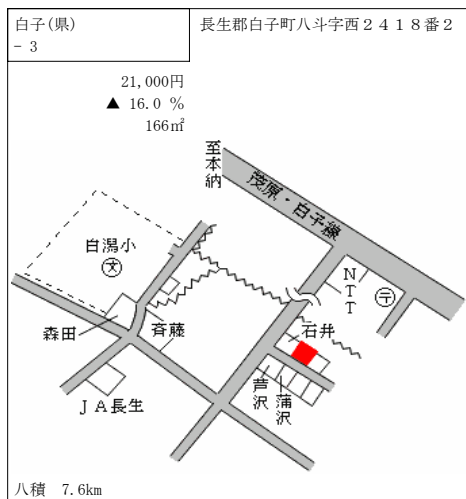 白子(県)
- 3
長生郡白子町八斗字西２４１８番２
21,000円
▲ 16.0 %
166㎡
至本納
茂原・白子線
白潟小
文
NTT
〒
石井
森田
斉藤
芦沢
蒲沢
ＪＡ長生
八積 7.6km